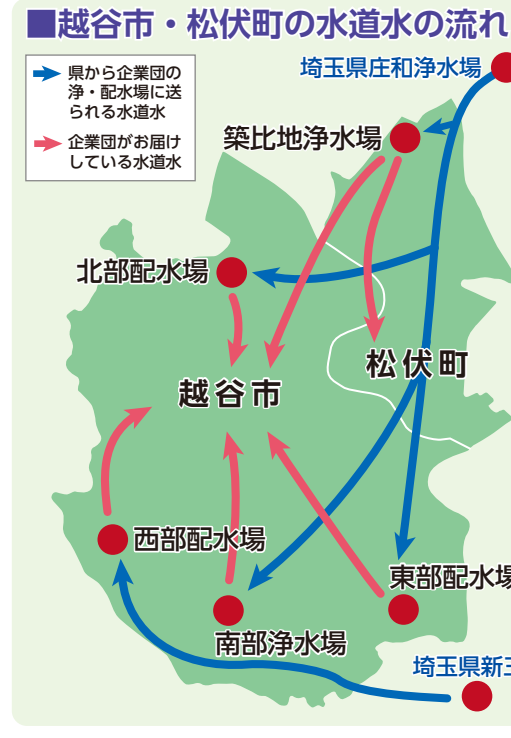 ■越谷市・松伏町の水道水の流れ
県から企業団の
浄・配水場に送
られる水道水
企業団がお届け
している水道水
埼玉県庄和浄水場
築比地浄水場
北部配水場
松伏町
越谷市
西部配水場
東部配水場
南部浄水場
埼玉県新三